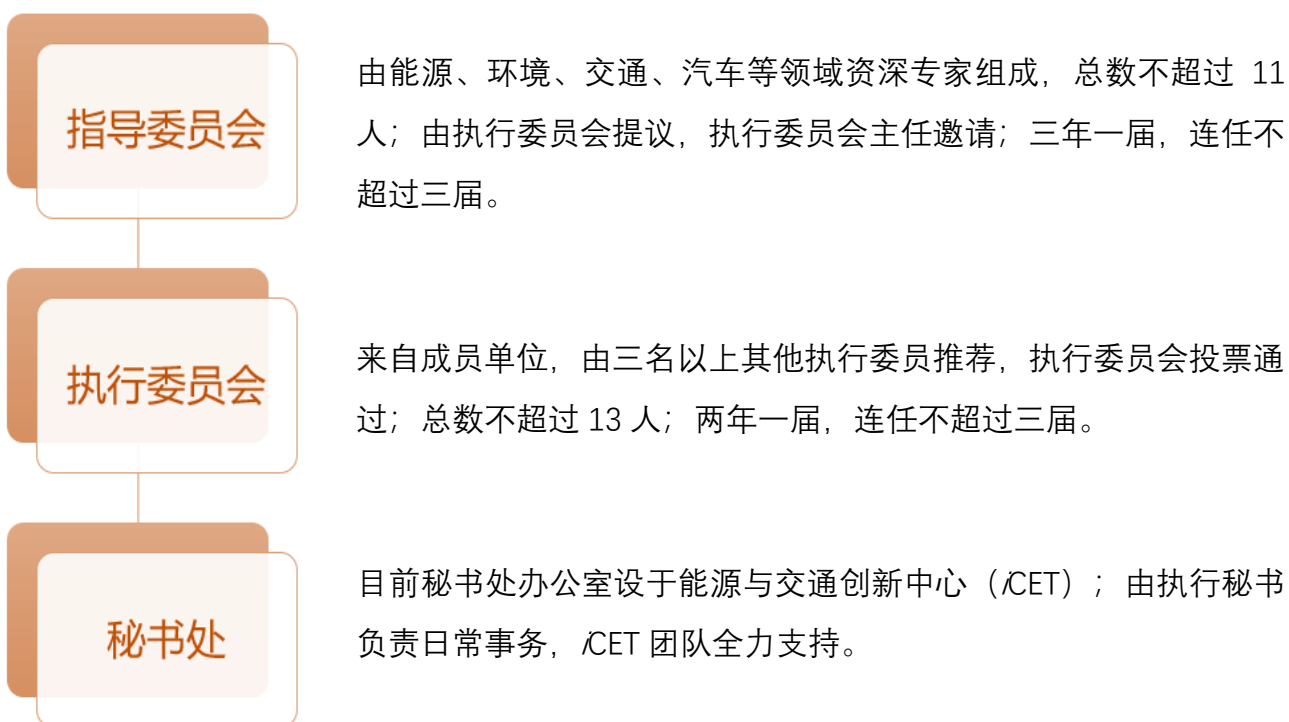 指导委员会
由能源、环境、交通、汽车等领域资深专家组成，总数不超过 11
人；由执行委员会提议，执行委员会主任邀请；三年一届，连任不
超过三届。
执行委员会
来自成员单位，由三名以上其他执行委员推荐，执行委员会投票通
过；总数不超过 13 人；两年一届，连任不超过三届。
秘书处
目前秘书处办公室设于能源与交通创新中心（iCET）；由执行秘书
负责日常事务，iCET 团队全力支持。